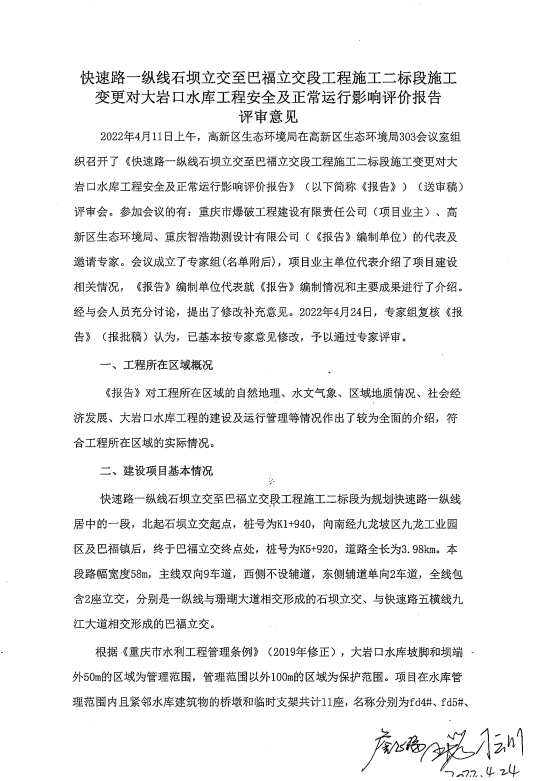 快速路一纵线石坝立交至巴福立交段工程施工二标段施工
变更对大岩口水库工程安全及正常运行影响评价报告
评审意见
2022年4月11日上午，高新区生态环境局在高新区生态环境局303会议室组
织召开了《快速路一纵线石坝立交至巴福立交段工程施工二标段施工变更对大
岩口水库工程安全及正常运行影响评价报告》（以下简称《报告》）（送审稿）
评审会。参加会议的有：重庆市爆破工程建设有限责任公司（项目业主）、高
新区生态环境局、重庆智浩勘测设计有限公司（《报告》编制单位）的代表及
邀请专家。会议成立了专家组(名单附后)，项目业主单位代表介绍了项目建设
相关情况，《报告》编制单位代表就《报告》编制情况和主要成果进行了介绍。
经与会人员充分讨论，提出了修改补充意见。2022年4月24日，专家组复核《报
告》（报批稿）认为，已基本按专家意见修改，予以通过专家评审。
一、工程所在区域概况
《报告》对工程所在区域的自然地理、水文气象、区域地质情况、社会经
济发展、大岩口水库工程的建设及运行管理等情况作出了较为全面的介绍，符
合工程所在区域的实际情况。
二、建设项目基本情况
快速路一纵线石坝立交至巴福立交段工程施工二标段为规划快速路一纵线
居中的一段，北起石坝立交起点，桩号为K1+940，向南经九龙坡区九龙工业园
区及巴福镇后，终于巴福立交终点处，桩号为K5+920，道路全长为3.98km。本
段路幅宽度58m，主线双向9车道，西侧不设辅道，东侧辅道单向2车道，全线包
含2座立交，分别是一纵线与珊瑚大道相交形成的石坝立交、与快速路五横线九
江大道相交形成的巴福立交。
根据《重庆市水利工程管理条例》（2019年修正），大岩口水库坡脚和坝端
外50m的区域为管理范围，管理范围以外100m的区域为保护范围。项目在水库管
理范围内且紧邻水库建筑物的桥墩和临时支架共计11座，名称分别为fd4#、fd5#、
2022.4.24